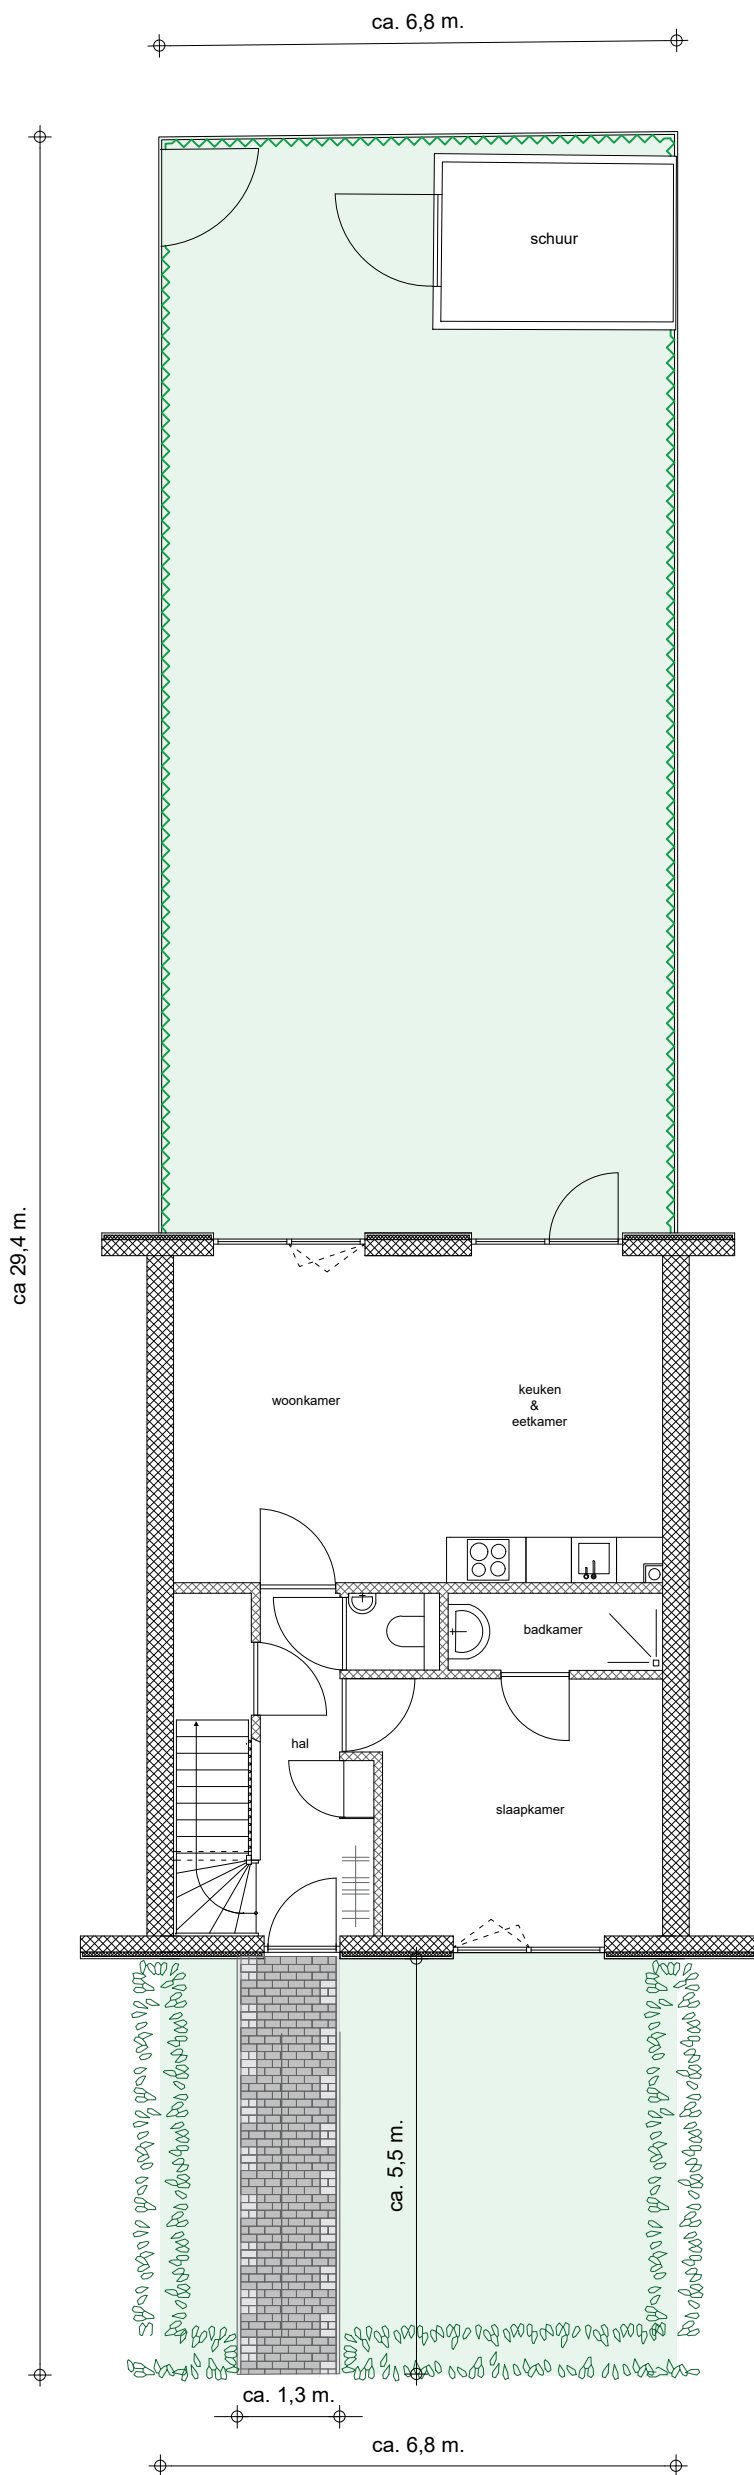 ca. 6,8 m.
schuur
ca 29,4 m.
woonkamer
keuken
&
eetkamer
badkamer
hal
slaapkamer
ca. 5,5 m.
ca. 1,3 m.
ca. 6,8 m.